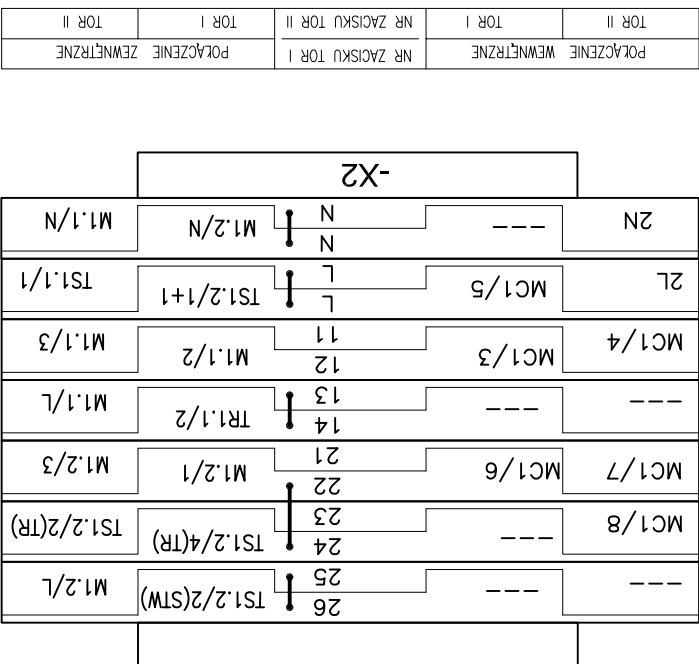 --- --- 26 TS1.2/2(STW) M1.2/L
25
MC1/8 --- 24 TS1.2/4(TR) TS1.2/2(TR)
23
MC1/7 MC1/6 22 M1.2/1 M1.2/3
21
--- --- 14 TR1.1/2 M1.1/L
13
MC1/4 MC1/3 12 M1.1/2 M1.1/3
11
2L MC1/5 L TS1.2/1+1 TS1.1/1
L
2N --- N M1.2/N M1.1/N
N
-X2
POŁĄCZENIE WEWNĘTRZNE NR ZACISKU TOR I POŁĄCZENIE ZEWNĘTRZNE
TOR II TOR I NR ZACISKU TOR II TOR I TOR II